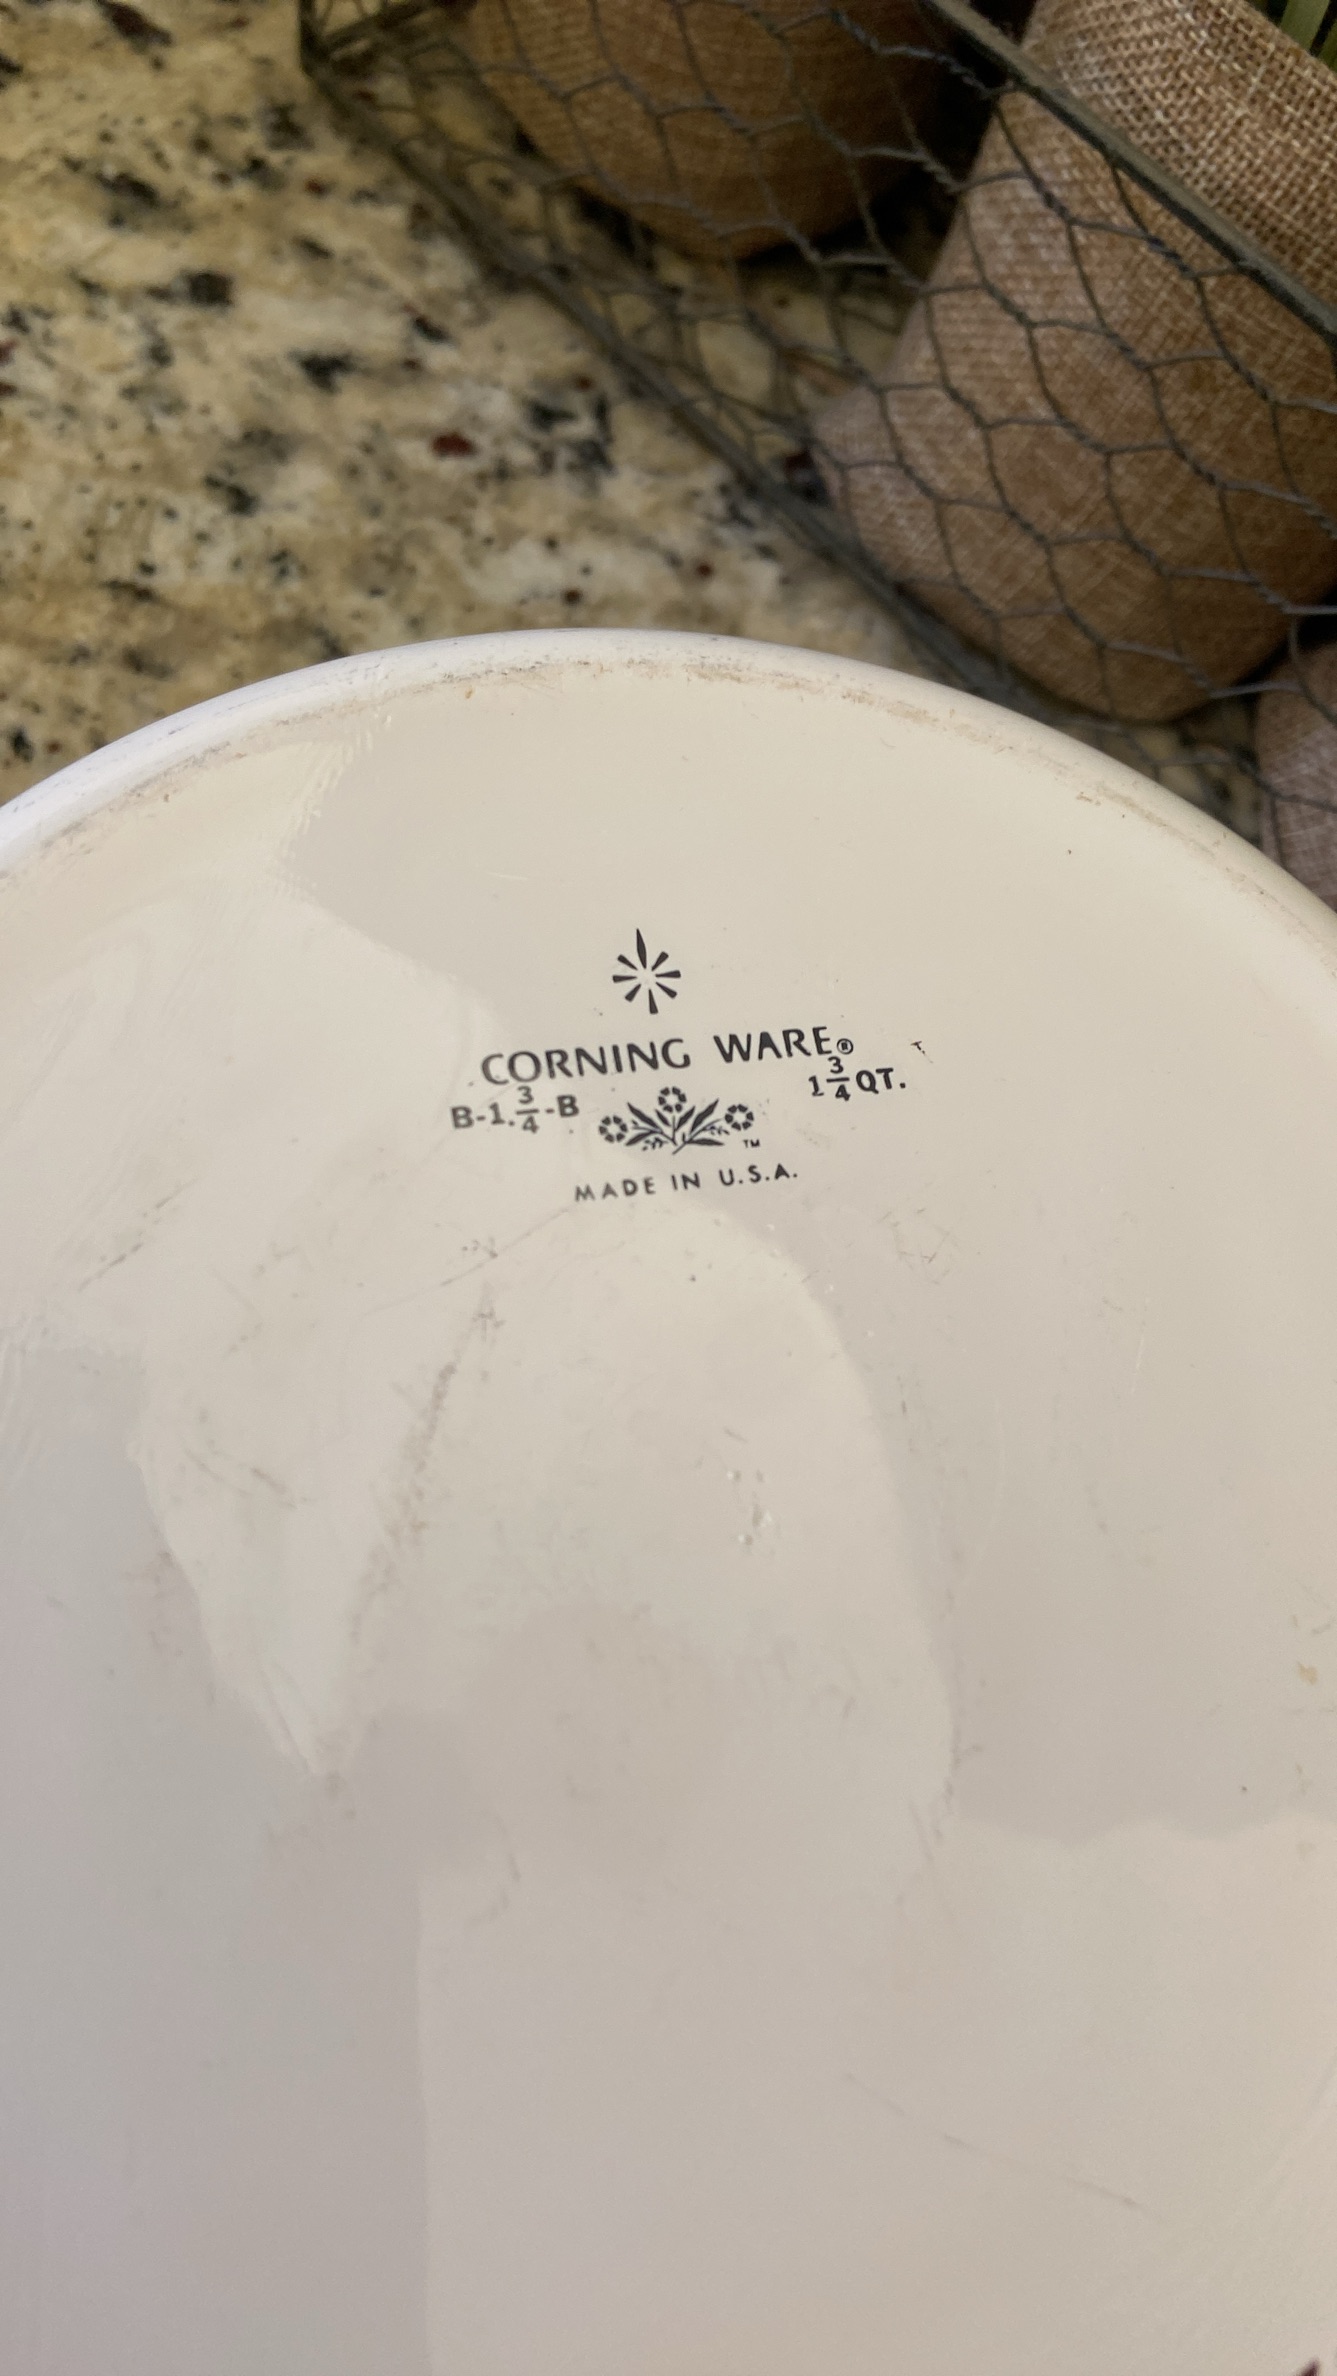 CORNING WARE®
B-1.3/4-B 1 3/4 QT.
TM
MADE IN U.S.A.